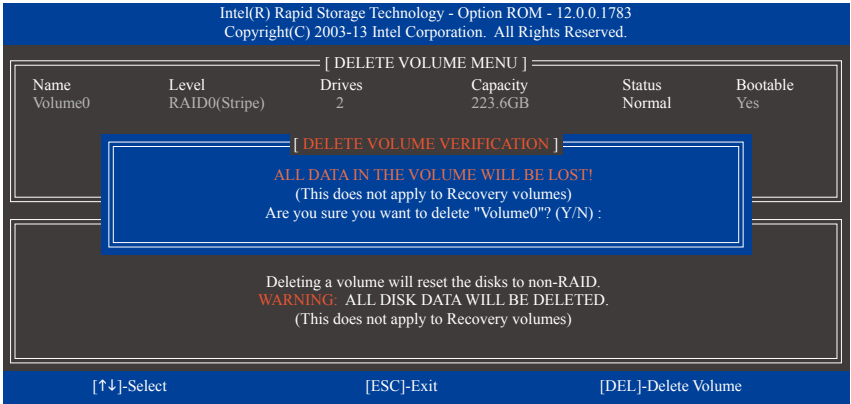 Intel(R) Rapid Storage Technology - Option ROM - 12.0.0.1783
Copyright(C) 2003-13 Intel Corporation. All Rights Reserved.
[ DELETE VOLUME MENU ]
Name Level Drives Capacity Status Bootable
Volume0 RAID0(Stripe) 2 223.6GB Normal Yes
[ DELETE VOLUME VERIFICATION ]
ALL DATA IN THE VOLUME WILL BE LOST!
(This does not apply to Recovery volumes)
Are you sure you want to delete "Volume0"? (Y/N) :
Deleting a volume will reset the disks to non-RAID.
WARNING: ALL DISK DATA WILL BE DELETED.
(This does not apply to Recovery volumes)
[↑↓]-Select [ESC]-Exit [DEL]-Delete Volume